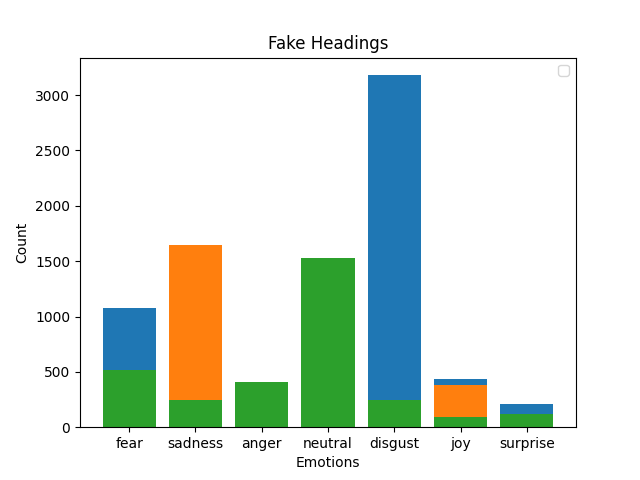 Fake Headings
3000
2500
2000
1500
1000
500
0
Count
fear sadness anger neutral disgust joy surprise
Emotions